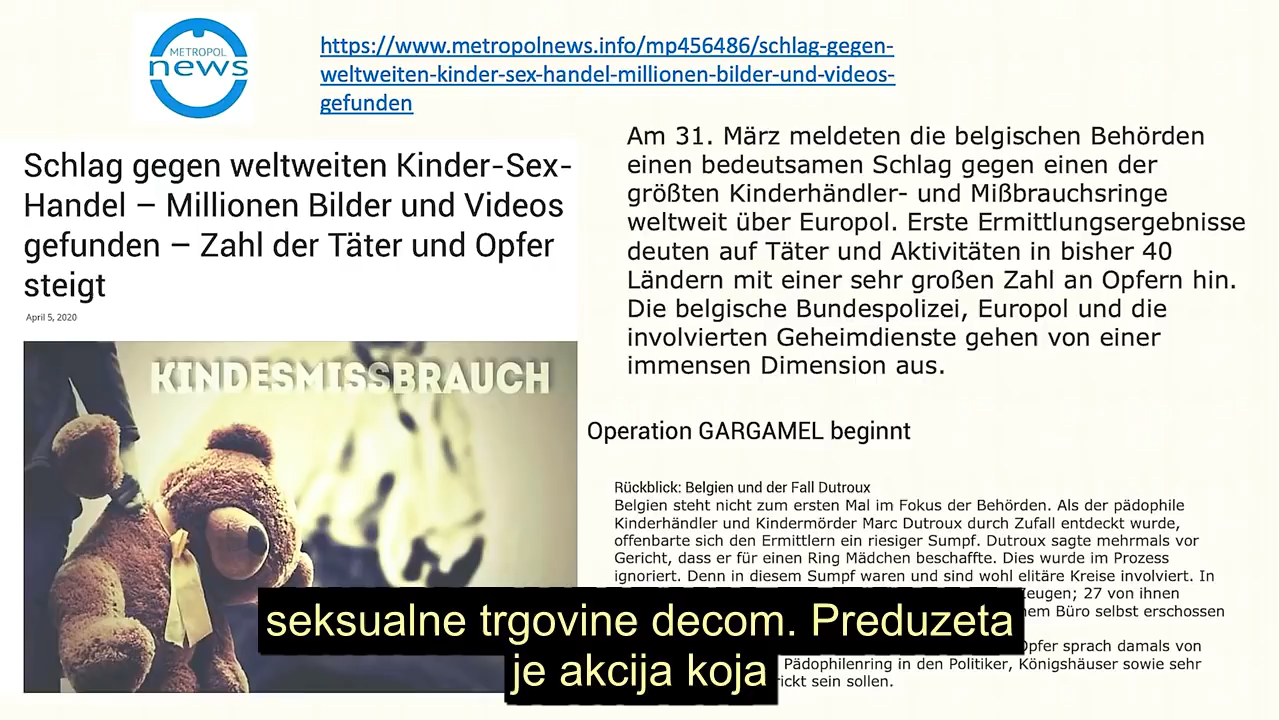 METROPOL
news
https://www.metropolnews.info/mp456486/schlag-gegen-
weltweiten-kinder-sex-handel-millionen-bilder-und-videos-
gefunden
Schlag gegen weltweiten Kinder-Sex-
Handel – Millionen Bilder und Videos
gefunden – Zahl der Täter und Opfer
steigt
April 5, 2020
KINDESMISSBRAUCH
Am 31. März meldeten die belgischen Behörden
einen bedeutsamen Schlag gegen einen der
größten Kinderhändler- und Mißbrauchsringe
weltweit über Europol. Erste Ermittlungsergebnisse
deuten auf Täter und Aktivitäten in bisher 40
Ländern mit einer sehr großen Zahl an Opfern hin.
Die belgische Bundespolizei, Europol und die
involvierten Geheimdienste gehen von einer
immensen Dimension aus.
Operation GARGAMEL beginnt
Rückblick: Belgien und der Fall Dutroux
Belgien steht nicht zum ersten Mal im Fokus der Behörden. Als der pädophile
Kinderhändler und Kindermörder Marc Dutroux durch Zufall entdeckt wurde,
offenbarte sich den Ermittlern ein riesiger Sumpf. Dutroux sagte mehrmals vor
Gericht, dass er für einen Ring Mädchen beschaffte. Dies wurde im Prozess
ignoriert. Denn in diesem Sumpf waren und sind wohl elitäre Kreise involviert. In
Zeugen; 27 von ihnen
Büro selbst erschossen
Opfer sprach damals von
Pädophilenring in den Politiker, Königshäuser sowie sehr
sein sollen.
seksualne trgovine decom. Preduzeta
je akcija koja